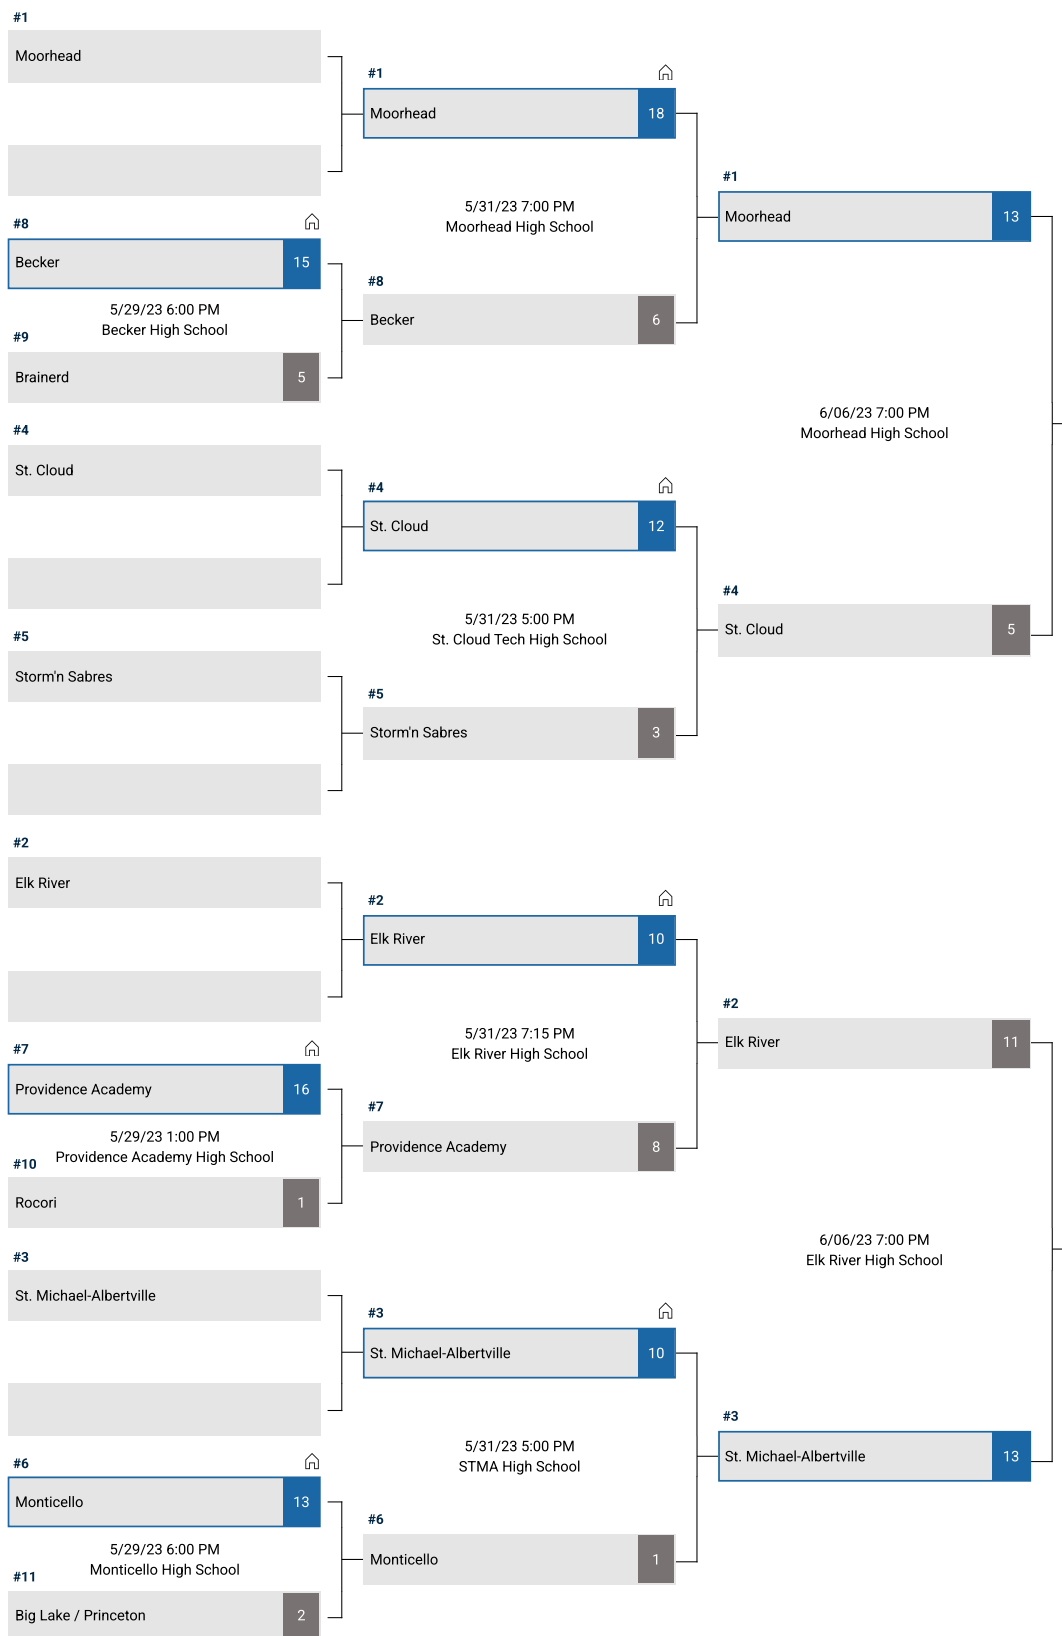 #1
Moorhead
#8
Becker
15
5/29/23 6:00 PM
Becker High School
#9
Brainerd
5
#4
St. Cloud
#5
Storm'n Sabres
#2
Elk River
#7
Providence Academy
16
5/29/23 1:00 PM
Providence Academy High School
#10
Rocori
1
#3
St. Michael-Albertville
#6
Monticello
13
5/29/23 6:00 PM
Monticello High School
#11
Big Lake / Princeton
2
#1
Moorhead
18
5/31/23 7:00 PM
Moorhead High School
#8
Becker
6
#4
St. Cloud
12
5/31/23 5:00 PM
St. Cloud Tech High School
#5
Storm'n Sabres
3
#2
Elk River
10
5/31/23 7:15 PM
Elk River High School
#7
Providence Academy
8
#3
St. Michael-Albertville
10
5/31/23 5:00 PM
STMA High School
#6
Monticello
1
#1
Moorhead
13
6/06/23 7:00 PM
Moorhead High School
#4
St. Cloud
5
#2
Elk River
11
6/06/23 7:00 PM
Elk River High School
#3
St. Michael-Albertville
13